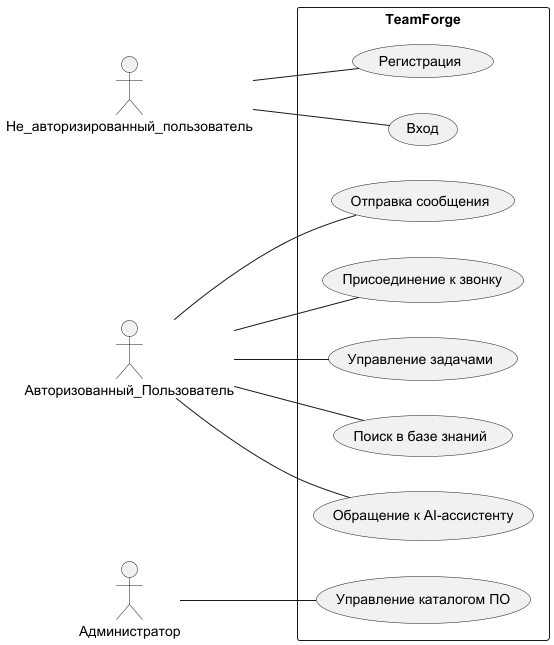 TeamForge
Регистрация
Не_авторизированный_пользователь
Вход
Отправка сообщения
Присоединение к звонку
Управление задачами
Авторизованный_Пользователь
Поиск в базе знаний
Обращение к AI-ассистенту
Управление каталогом ПО
Администратор